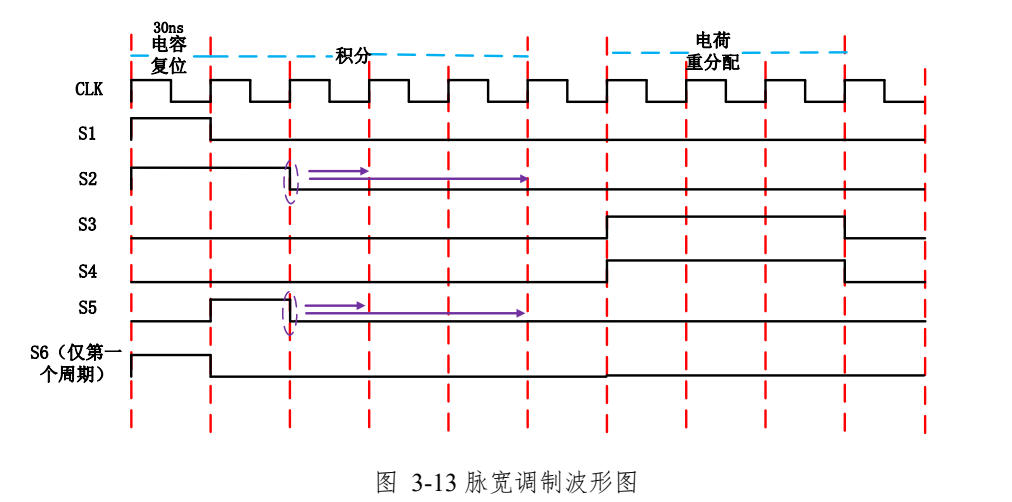 30ns
电容
复位
积分
电荷
重分配
CLK
S1
S2
S3
S4
S5
S6（仅第一
个周期）
图 3-13 脉宽调制波形图